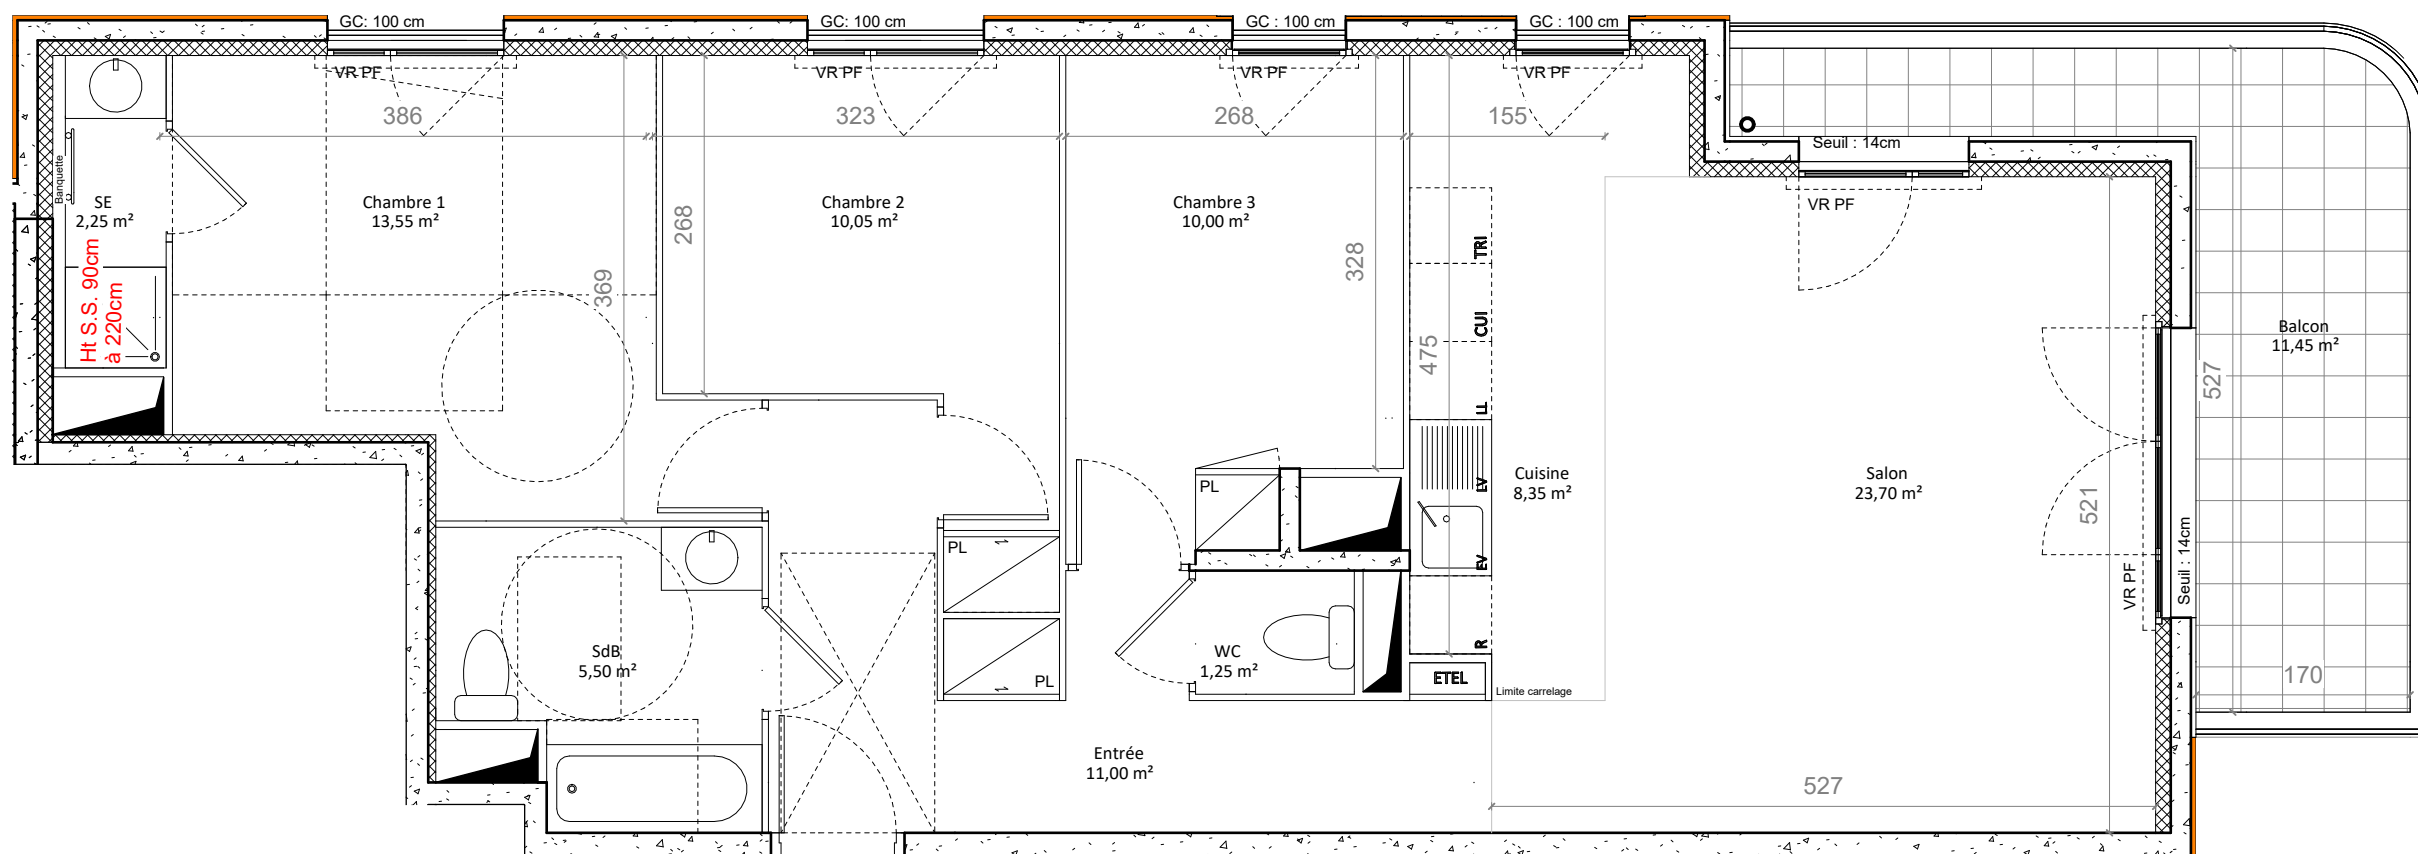 GC: 100 cm
GC: 100 cm
GC : 100 cm
GC : 100 cm
VR PF
VR PF
VR PF
VR PF
386
323
268
155
Seuil : 14cm
Banquette
SE
2,25 m²
Chambre 1
13,55 m²
Chambre 2
10,05 m²
Chambre 3
10,00 m²
VR PF
268
369
328
TRI
Ht S.S. 90cm
à 220cm
CUI
475
LL
Balcon
11,45 m²
527
PL
LV
Cuisine
8,35 m²
Salon
23,70 m²
521
PL
EV
VR PF
Seuil : 14cm
SdB
5,50 m²
WC
1,25 m²
R
PL
ETEL
Limite carrelage
170
Entrée
11,00 m²
527